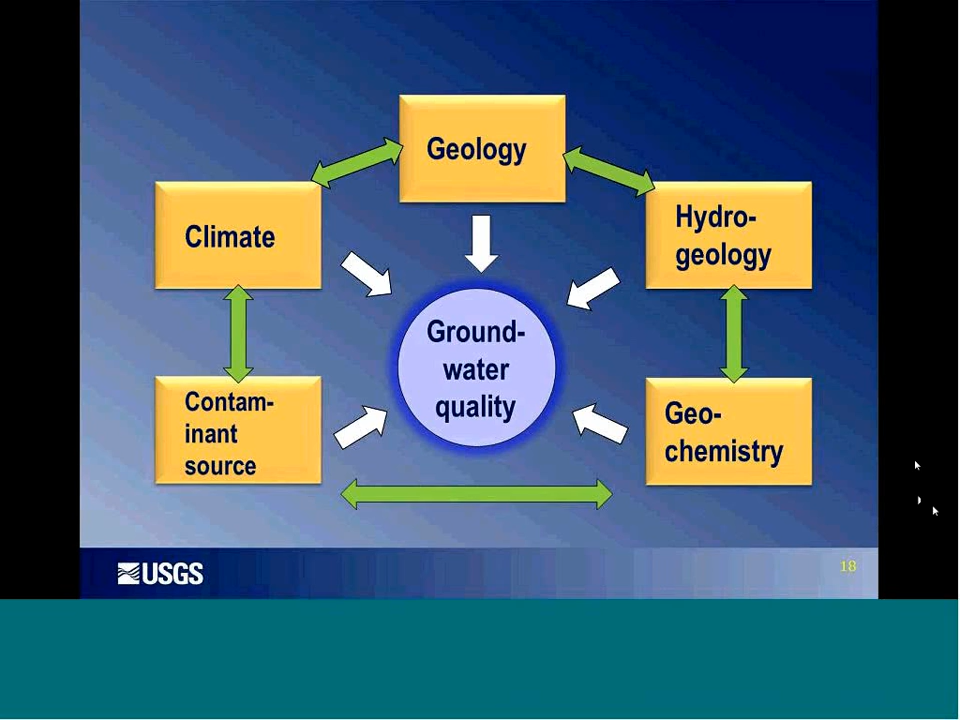 Geology
Climate
Hydro-
geology
Ground-
water
quality
Contam-
inant
source
Geo-
chemistry
USGS
18